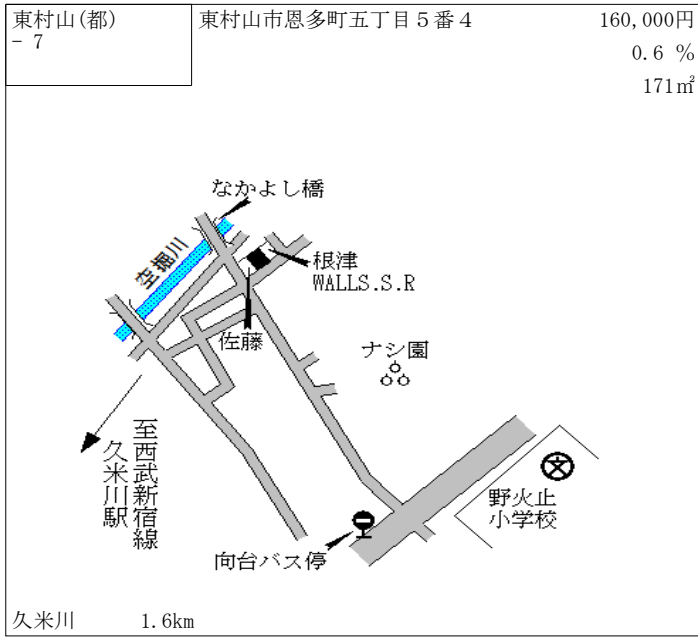 東村山(都)
- 7
東村山市恩多町五丁目５番４
160,000円
0.6 %
171㎡
なかよし橋
空掘川
根津
WALLS.S.R
佐藤
ナシ園
至西武新宿線
久米川駅
野火止
小学校
向台バス停
久米川 1.6km